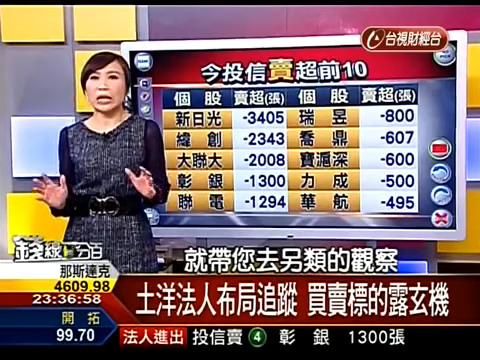 台視財經台
今投信賣超前10
個股 賣超(張) 個股 賣超(張)
新日光 -3405 瑞昱 -800
緯創 -2343 喬鼎 -607
大聯大 -2008 寶滬深 -600
彰銀 -1300 力成 -500
聯電 -1294 華航 -495
錢線百分百
就帶您去另類的觀察
那斯達克
4609.98
23:36:58
土洋法人布局追蹤 買賣標的露玄機
開拓
99.70
法人進出 投信賣 4 彰銀 1300張